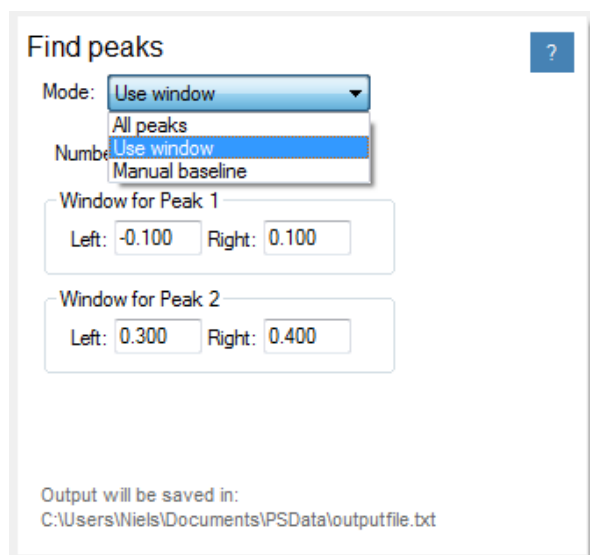 Find peaks
?
Mode: Use window
All peaks
Use window
Manual baseline
Window for Peak 1
Left: -0.100 Right: 0.100
Window for Peak 2
Left: 0.300 Right: 0.400
Output will be saved in:
C:\Users\Niels\Documents\PSData\outputfile.txt